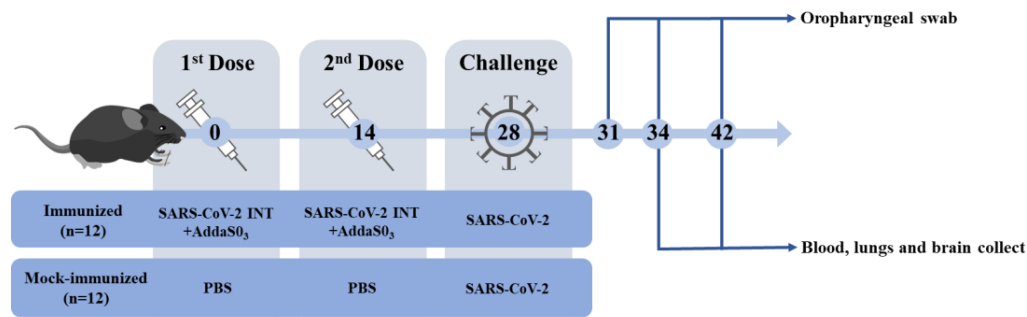 Oropharyngeal swab
1st Dose
2nd Dose
Challenge
0
14
28
31
34
42
Immunized
(n=12)
SARS-CoV-2 INT
+AddaS03
SARS-CoV-2 INT
+AddaS03
SARS-CoV-2
Blood, lungs and brain collect
Mock-immunized
(n=12)
PBS
PBS
SARS-CoV-2